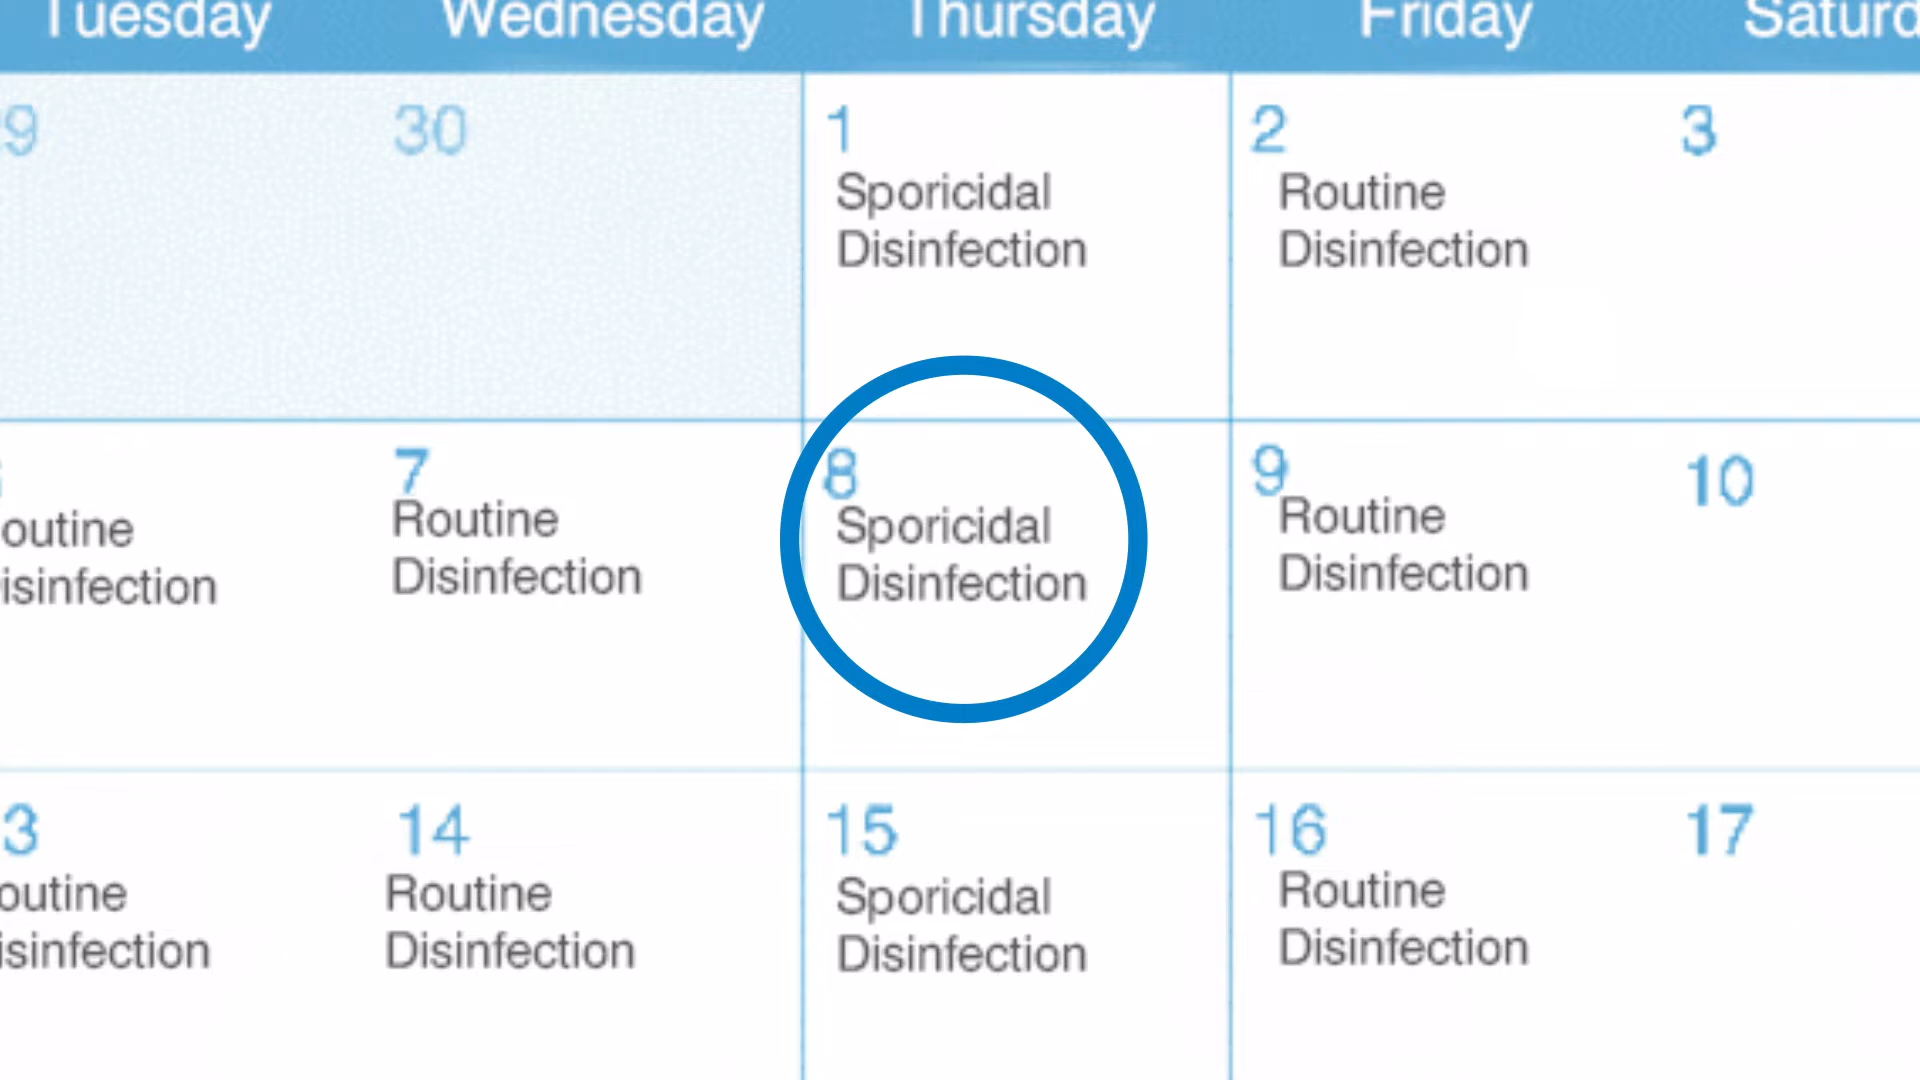 Tuesday Wednesday Thursday Friday Saturd
9 30 1 2 3
Sporicidal Routine
Disinfection Disinfection
7 8 9 10
outine Routine Sporicidal Routine
isinfection Disinfection Disinfection Disinfection
3 14 15 16 17
outine Routine Sporicidal Routine
isinfection Disinfection Disinfection Disinfection